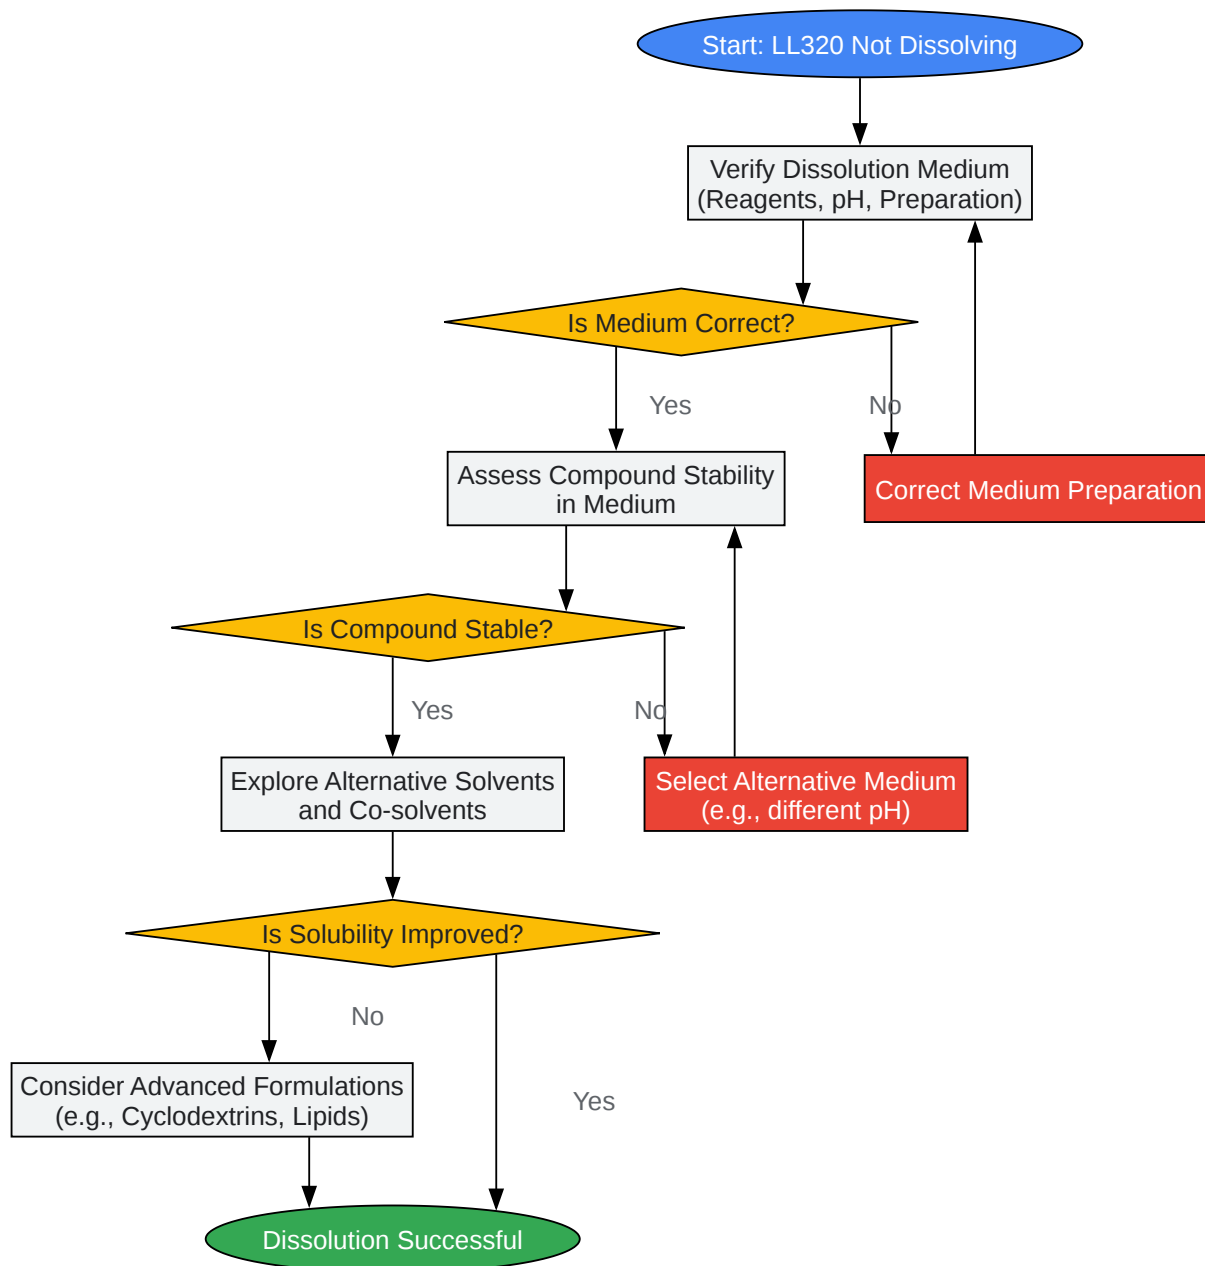 Start: LL320 Not Dissolving
Verify Dissolution Medium
(Reagents, pH, Preparation)
Is Medium Correct?
Yes
No
Assess Compound Stability
in Medium
Correct Medium Preparation
Is Compound Stable?
Yes
No
Explore Alternative Solvents
and Co-solvents
Select Alternative Medium
(e.g., different pH)
Is Solubility Improved?
No
Consider Advanced Formulations
(e.g., Cyclodextrins, Lipids)
Yes
Dissolution Successful